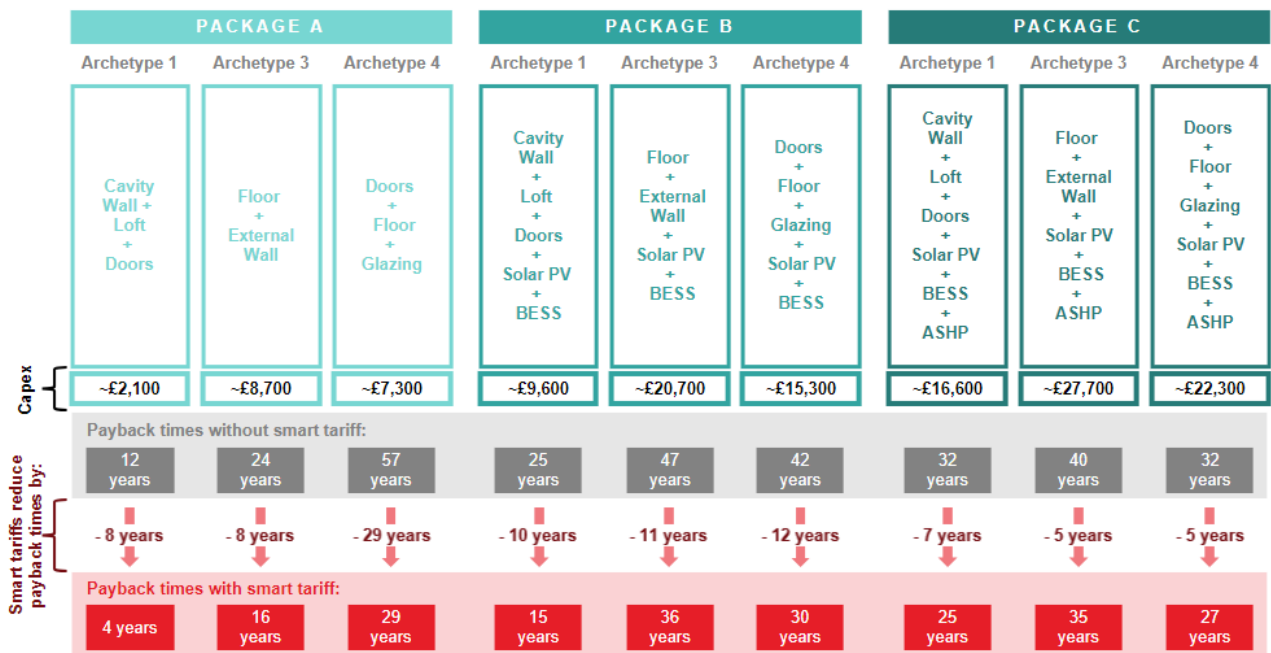 PACKAGE A
PACKAGE B
PACKAGE C
Archetype 1
Archetype 3
Archetype 4
Archetype 1
Archetype 3
Archetype 4
Archetype 1
Archetype 3
Archetype 4
Cavity
Wall +
Loft
+
Doors
Floor
+
External
Wall
Doors
+
Floor
+
Glazing
Cavity
Wall
+
Loft
+
Doors
+
Solar PV
+
BESS
Floor
+
External
Wall
+
Solar PV
+
BESS
Doors
+
Floor
+
Glazing
+
Solar PV
+
BESS
Cavity
Wall
+
Loft
+
Doors
+
Solar PV
+
BESS
+
ASHP
Floor
+
External
Wall
+
Solar PV
+
BESS
+
ASHP
Doors
+
Floor
+
Glazing
+
Solar PV
+
BESS
+
ASHP
Capex
~£2,100
~£8,700
~£7,300
~£9,600
~£20,700
~£15,300
~£16,600
~£27,700
~£22,300
Payback times without smart tariff:
12
years
24
years
57
years
25
years
47
years
42
years
32
years
40
years
32
years
Smart tariffs reduce
payback times by:
- 8 years
- 8 years
- 29 years
- 10 years
- 11 years
- 12 years
- 7 years
- 5 years
- 5 years
Payback times with smart tariff:
4 years
16
years
29
years
15
years
36
years
30
years
25
years
35
years
27
years